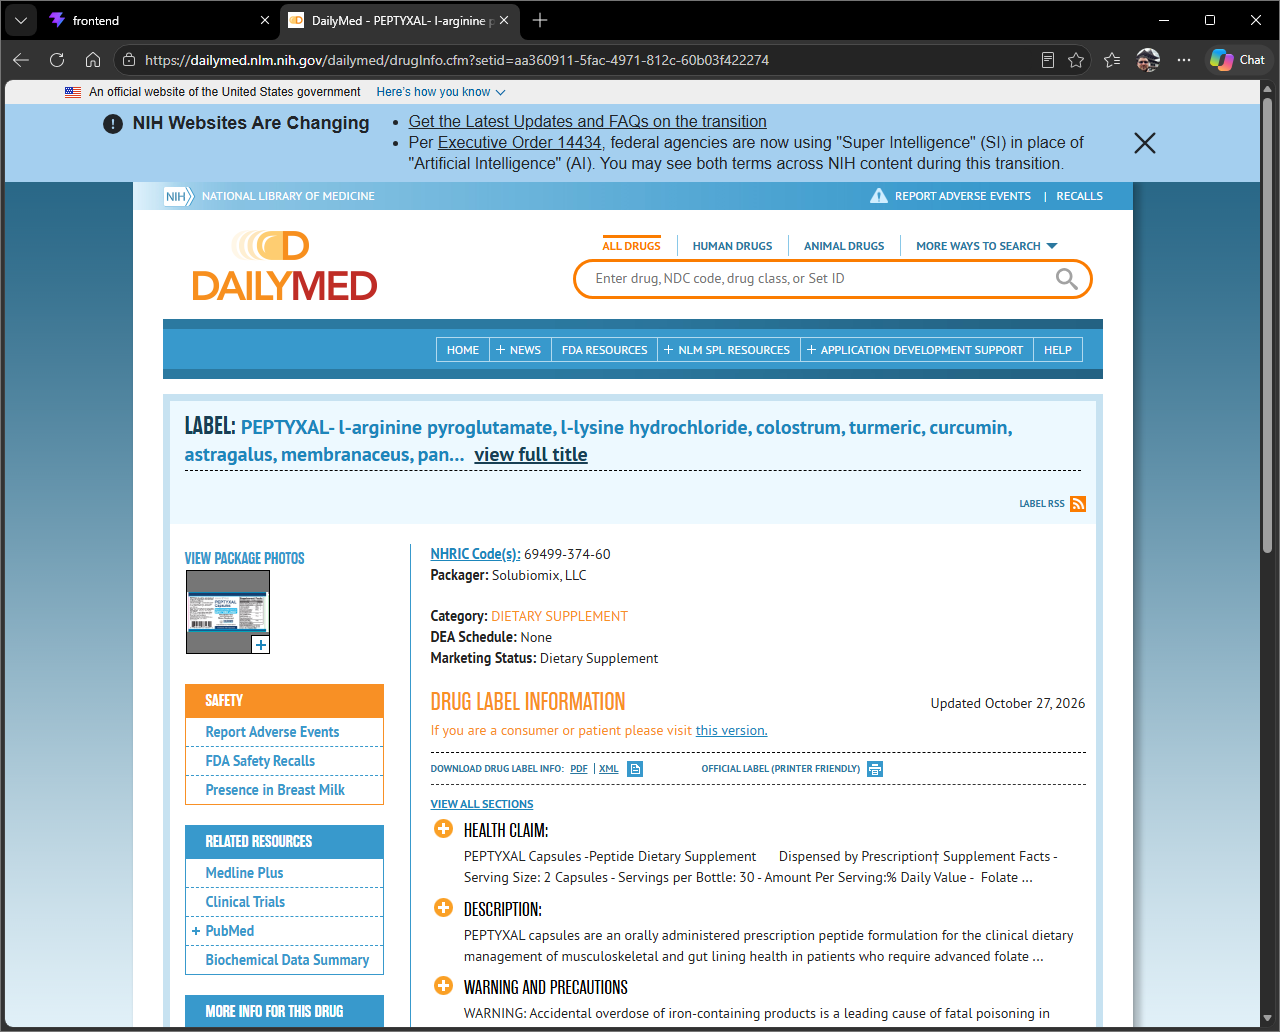 frontend
DailyMed - PEPTYXAL- l-arginine p
https://dailymed.nlm.nih.gov/dailymed/drugInfo.cfm?setid=aa360911-5fac-4971-812c-60b03f422274
Chat
An official website of the United States government Here's how you know
NIH Websites Are Changing
Get the Latest Updates and FAQs on the transition
Per Executive Order 14434, federal agencies are now using "Super Intelligence" (SI) in place of
"Artificial Intelligence" (AI). You may see both terms across NIH content during this transition.
NIH NATIONAL LIBRARY OF MEDICINE
REPORT ADVERSE EVENTS | RECALLS
DAILYMED
ALL DRUGS HUMAN DRUGS ANIMAL DRUGS MORE WAYS TO SEARCH
Enter drug, NDC code, drug class, or Set ID
HOME + NEWS FDA RESOURCES + NLM SPL RESOURCES + APPLICATION DEVELOPMENT SUPPORT HELP
LABEL: PEPTYXAL- l-arginine pyroglutamate, l-lysine hydrochloride, colostrum, turmeric, curcumin,
astragalus, membranaceus, pan... view full title
LABEL RSS
VIEW PACKAGE PHOTOS
PEPTYXAL
SAFETY
Report Adverse Events
FDA Safety Recalls
Presence in Breast Milk
RELATED RESOURCES
Medline Plus
Clinical Trials
+ PubMed
Biochemical Data Summary
MORE INFO FOR THIS DRUG
NHRIC Code(s): 69499-374-60
Packager: Solubiomix, LLC
Category: DIETARY SUPPLEMENT
DEA Schedule: None
Marketing Status: Dietary Supplement
DRUG LABEL INFORMATION
Updated October 27, 2026
If you are a consumer or patient please visit this version.
DOWNLOAD DRUG LABEL INFO: PDF | XML
OFFICIAL LABEL (PRINTER FRIENDLY)
VIEW ALL SECTIONS
HEALTH CLAIM:
PEPTYXAL Capsules -Peptide Dietary Supplement Dispensed by Prescription† Supplement Facts -
Serving Size: 2 Capsules - Servings per Bottle: 30 - Amount Per Serving:% Daily Value - Folate ...
DESCRIPTION:
PEPTYXAL capsules are an orally administered prescription peptide formulation for the clinical dietary
management of musculoskeletal and gut lining health in patients who require advanced folate ...
WARNING AND PRECAUTIONS
WARNING: Accidental overdose of iron-containing products is a leading cause of fatal poisoning in